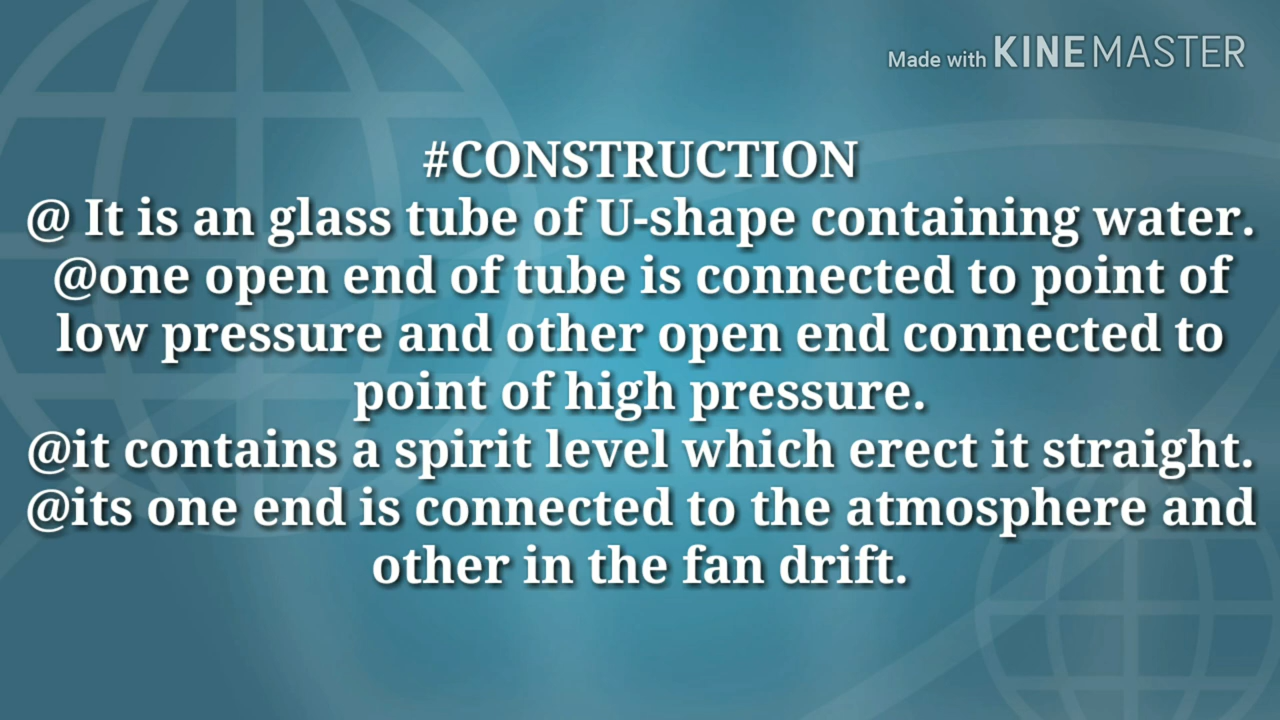 Made with KINEMASTER
#CONSTRUCTION
@ It is an glass tube of U-shape containing water.
@one open end of tube is connected to point of
low pressure and other open end connected to
point of high pressure.
@it contains a spirit level which erect it straight.
@its one end is connected to the atmosphere and
other in the fan drift.